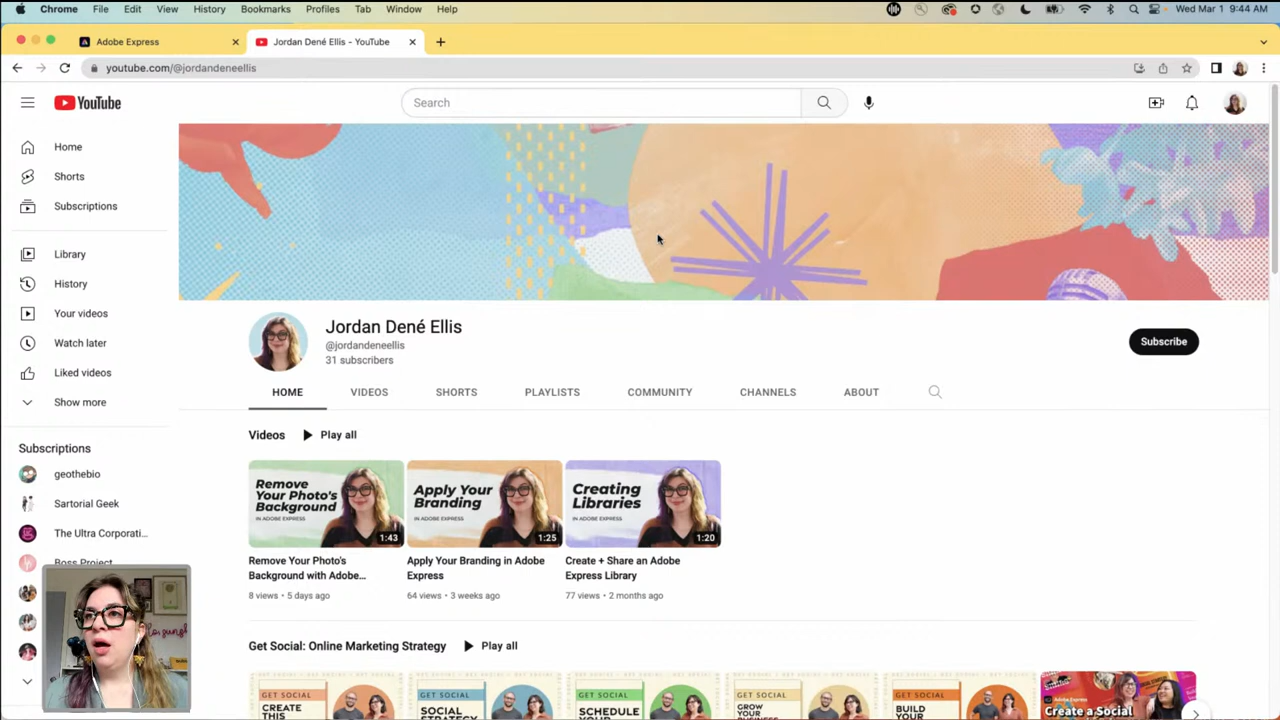 Chrome File Edit View History Bookmarks Profiles Tab Window Help
Wed Mar 1 9:44 AM
Adobe Express
Jordan Dené Ellis - YouTube
youtube.com/@jordandeneellis
YouTube
Search
Home
Shorts
Subscriptions
Library
History
Your videos
Watch later
Liked videos
Show more
Subscriptions
geothebio
Sartorial Geek
The Ultra Corporati...
Boss Project
Jordan Dené Ellis
@jordandeneellis
31 subscribers
Subscribe
HOME VIDEOS SHORTS PLAYLISTS COMMUNITY CHANNELS ABOUT
Videos
Play all
Remove
Your Photo's
Background
IN ADOBE EXPRESS
1:43
Apply Your
Branding
IN ADOBE EXPRESS
1:25
Creating
Libraries
IN ADOBE EXPRESS
1:20
Remove Your Photo's
Background with Adobe...
8 views • 5 days ago
Apply Your Branding in Adobe
Express
64 views • 3 weeks ago
Create + Share an Adobe
Express Library
77 views • 2 months ago
Get Social: Online Marketing Strategy
Play all
GET SOCIAL
CREATE
THIS
GET SOCIAL
SOCIAL
STRATEGY
GET SOCIAL
SCHEDULE
YOUR
GET SOCIAL
GROW
YOUR
BUSINESS
GET SOCIAL
BUILD
YOUR
Adobe Express
Create a Social